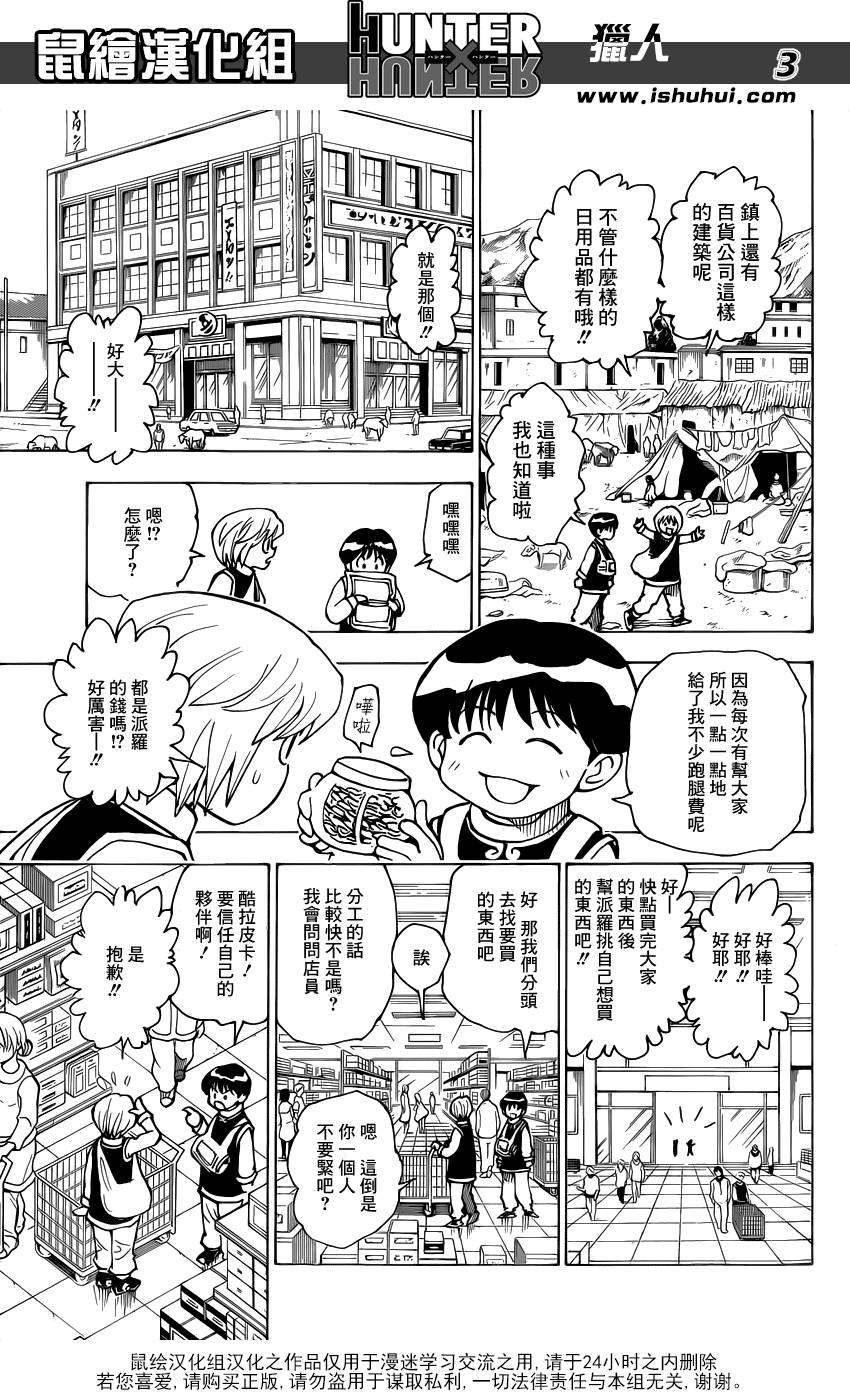 鼠繪漢化組
HUNTER×HUNTER
ハンター×ハンター
獵人
3
www.ishuhui.com
鎮上還有
百貨公司這樣
的建築呢
不管什麼樣的
日用品都有哦!!
這種事
我也知道啦
就是那個!!
好大——
——!!
嘿嘿嘿
嗯!?
怎麼了?
因為每次有幫大家
所以一點一點地
給了我不少跑腿費呢
嘩啦
都是派羅
的錢嗎!?
好厲害—!!
好棒哇——
好耶!!
好耶!!
好—
快點買完大家
的東西後
幫派羅挑自己想買
的東西吧!!
好 那我們分頭
去找要買
的東西吧
誒
分工的話
比較快不是嗎?
我會問問店員
嗯 這倒是
你一個人
不要緊吧?
酷拉皮卡!
要信任自己的
夥伴啊!
是
抱歉!!
鼠绘汉化组汉化之作品仅用于漫迷学习交流之用, 请于24小时之内删除
若您喜爱, 请购买正版, 请勿盗用于谋取私利, 一切法律责任与本组无关, 谢谢。